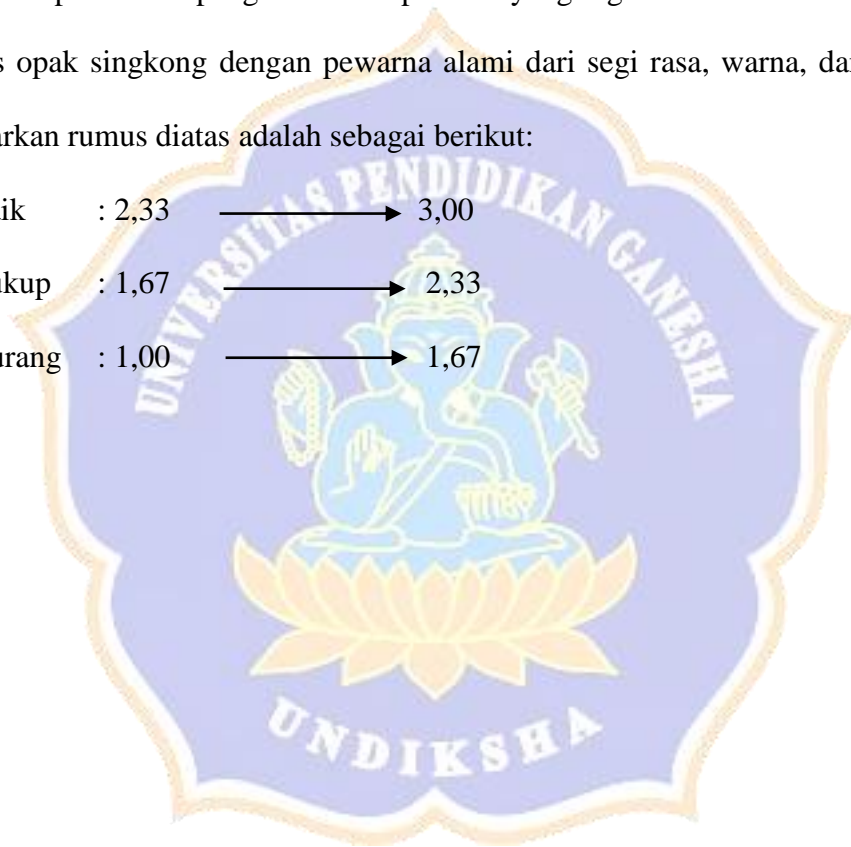 s opak singkong dengan pewarna alami dari segi rasa, warna, dan
arkan rumus diatas adalah sebagai berikut:
ik : 2,33 3,00
ukup : 1,67 2,33
urang : 1,00 1,67
UNIVERSITAS PENDIDIKAN GANESHA
UNDIKSHA